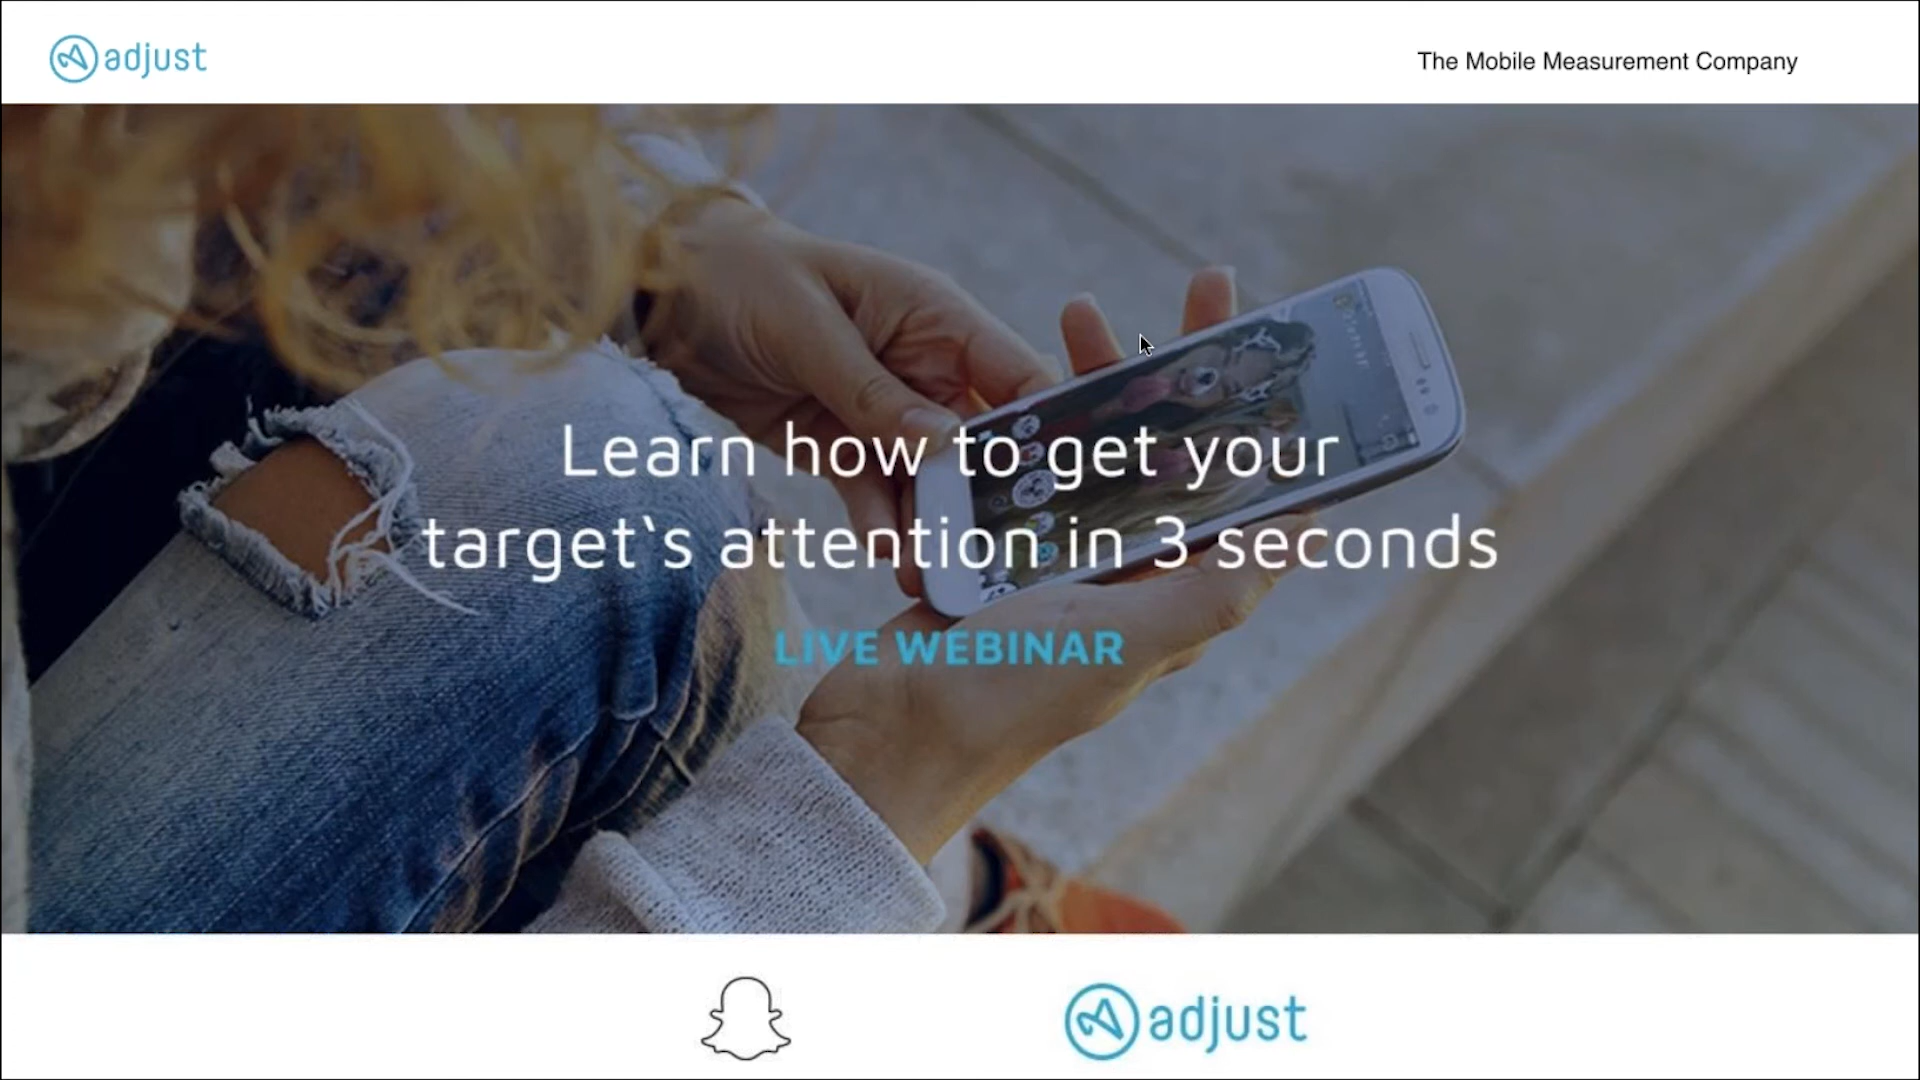 adjust
The Mobile Measurement Company
Learn how to get your
target‘s attention in 3 seconds
LIVE WEBINAR
adjust